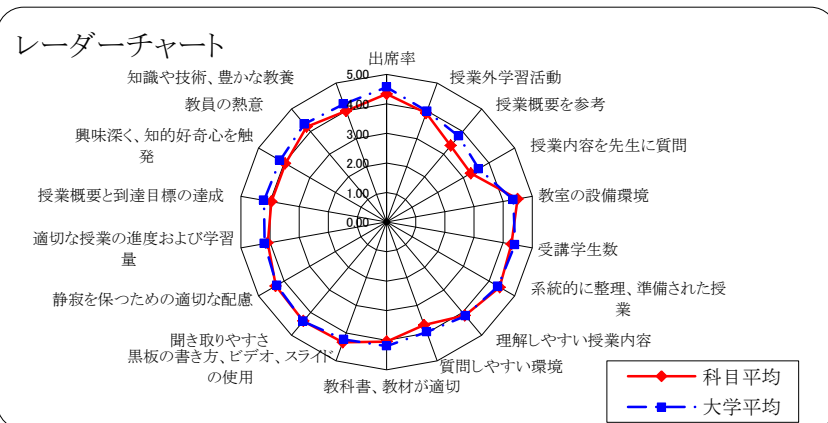 レーダーチャート
出席率
授業外学習活動
授業概要を参考
授業内容を先生に質問
教室の設備環境
受講学生数
系統的に整理、準備された授
業
理解しやすい授業内容
質問しやすい環境
教科書、教材が適切
黒板の書き方、ビデオ、スライド
の使用
聞き取りやすさ
静寂を保つための適切な配慮
適切な授業の進度および学習
量
授業概要と到達目標の達成
興味深く、知的好奇心を触
発
教員の熱意
知識や技術、豊かな教養
5.00
4.00
3.00
2.00
1.00
0.00
科目平均
大学平均